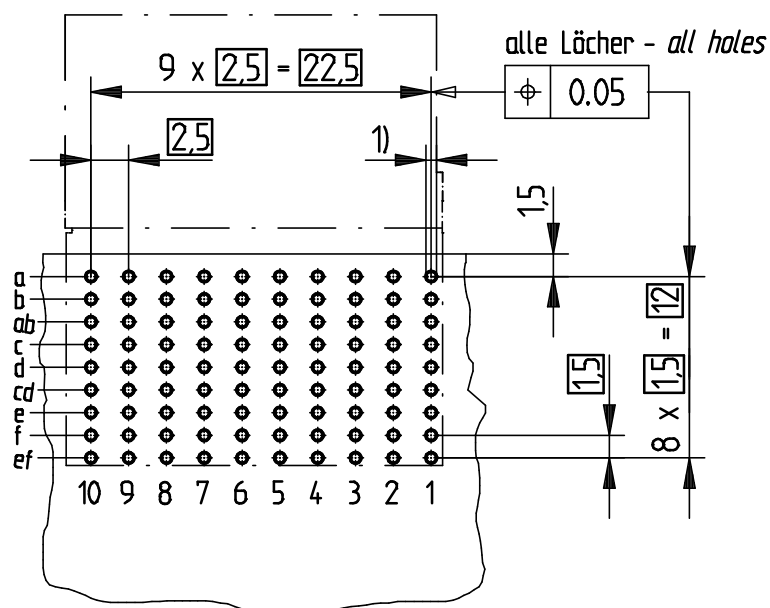 alle Löcher - all holes
9 x 2,5 = 22,5
⌖ 0.05
2,5
1)
1,5
a
b
ab
c
d
cd
e
f
ef
1,5
8 x 1,5 = 12
10 9 8 7 6 5 4 3 2 1